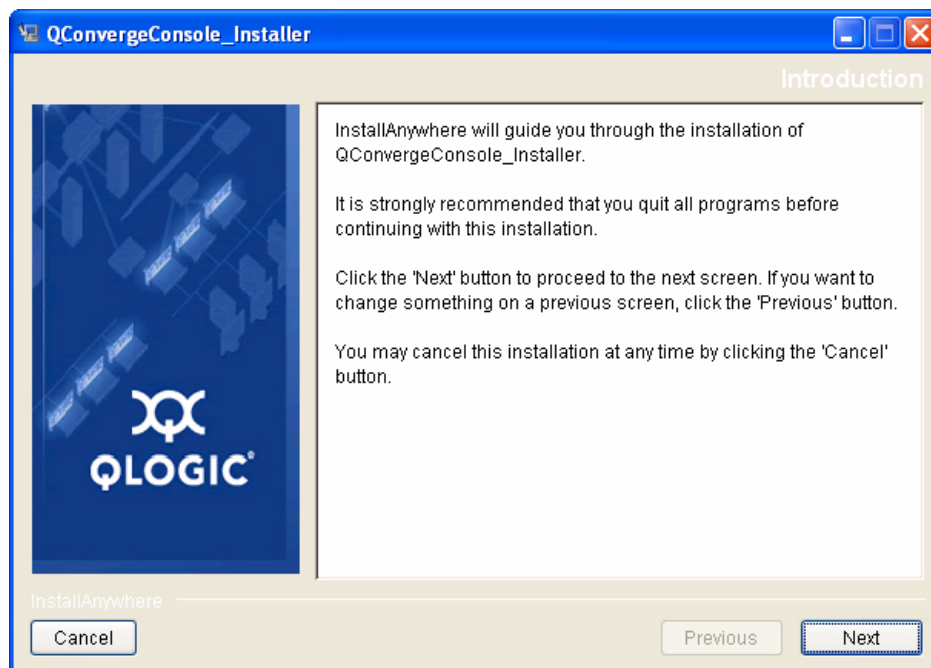 QConvergeConsole_Installer
Introduction
InstallAnywhere will guide you through the installation of
QConvergeConsole_Installer.
It is strongly recommended that you quit all programs before
continuing with this installation.
Click the 'Next' button to proceed to the next screen. If you want to
change something on a previous screen, click the 'Previous' button.
You may cancel this installation at any time by clicking the 'Cancel'
button.
QLOGIC®
InstallAnywhere
Cancel
Previous
Next